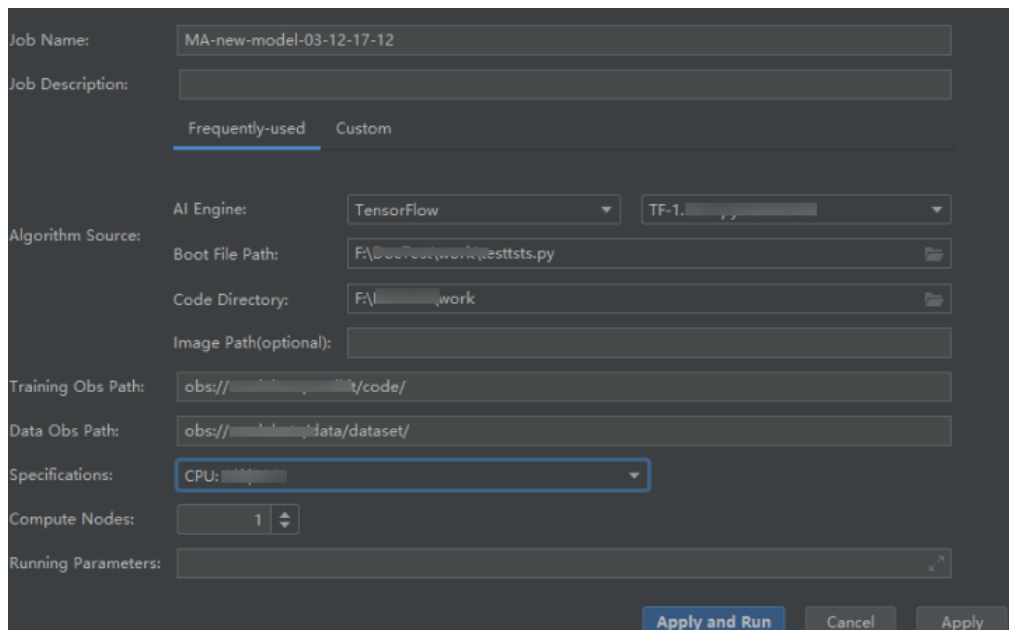 Job Name: MA-new-model-03-12-17-12
Job Description:
Frequently-used Custom
Algorithm Source:
AI Engine: TensorFlow TF-1.
Boot File Path: F:\ \testtsts.py
Code Directory: F:\ \work
Image Path(optional):
Training Obs Path: obs:// t/code/
Data Obs Path: obs:// /data/dataset/
Specifications: CPU:
Compute Nodes: 1
Running Parameters:
Apply and Run Cancel Apply